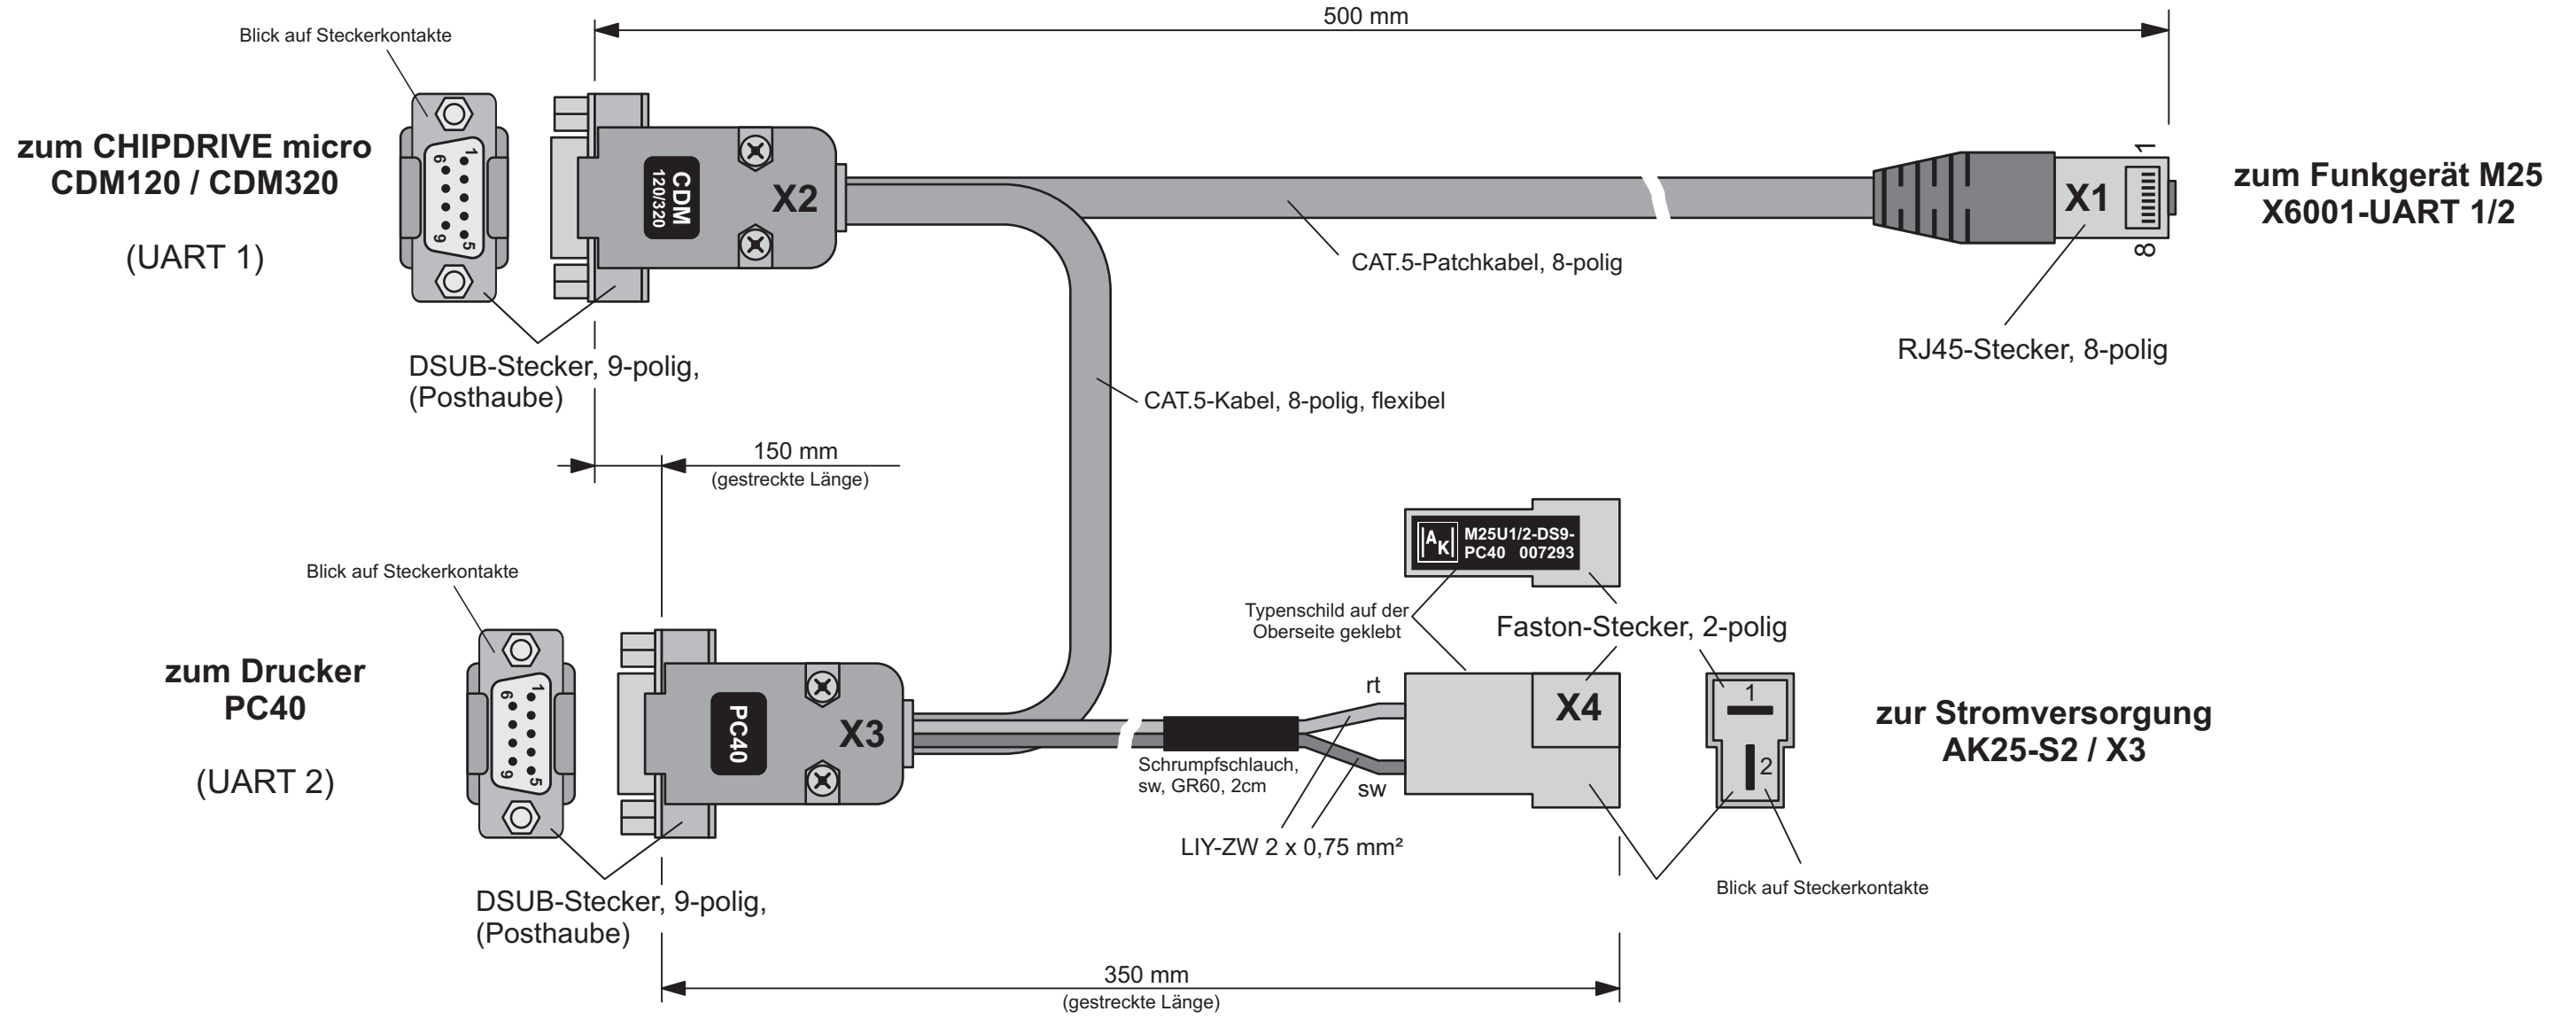 500 mm
Blick auf Steckerkontakte
zum CHIPDRIVE micro
CDM120 / CDM320
(UART 1)
1
6
9
5
CDM
120/320
X2
X1
1
8
zum Funkgerät M25
X6001-UART 1/2
CAT.5-Patchkabel, 8-polig
RJ45-Stecker, 8-polig
DSUB-Stecker, 9-polig,
(Posthaube)
CAT.5-Kabel, 8-polig, flexibel
150 mm
(gestreckte Länge)
AK
M25U1/2-DS9-
PC40 007293
Blick auf Steckerkontakte
Typenschild auf der
Oberseite geklebt
Faston-Stecker, 2-polig
zum Drucker
PC40
(UART 2)
1
6
9
5
PC40
X3
rt
sw
X4
1
2
zur Stromversorgung
AK25-S2 / X3
Schrumpfschlauch,
sw, GR60, 2cm
LIY-ZW 2 x 0,75 mm²
Blick auf Steckerkontakte
DSUB-Stecker, 9-polig,
(Posthaube)
350 mm
(gestreckte Länge)